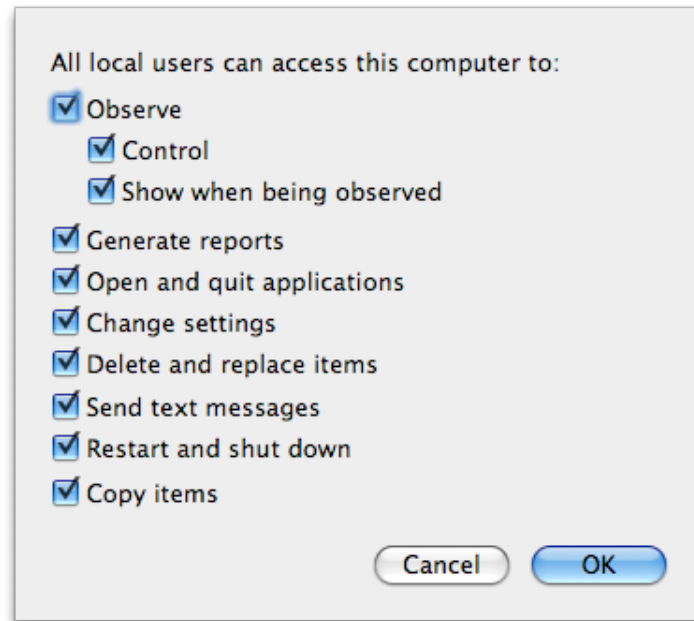 All local users can access this computer to:
Observe
Control
Show when being observed
Generate reports
Open and quit applications
Change settings
Delete and replace items
Send text messages
Restart and shut down
Copy items
Cancel OK